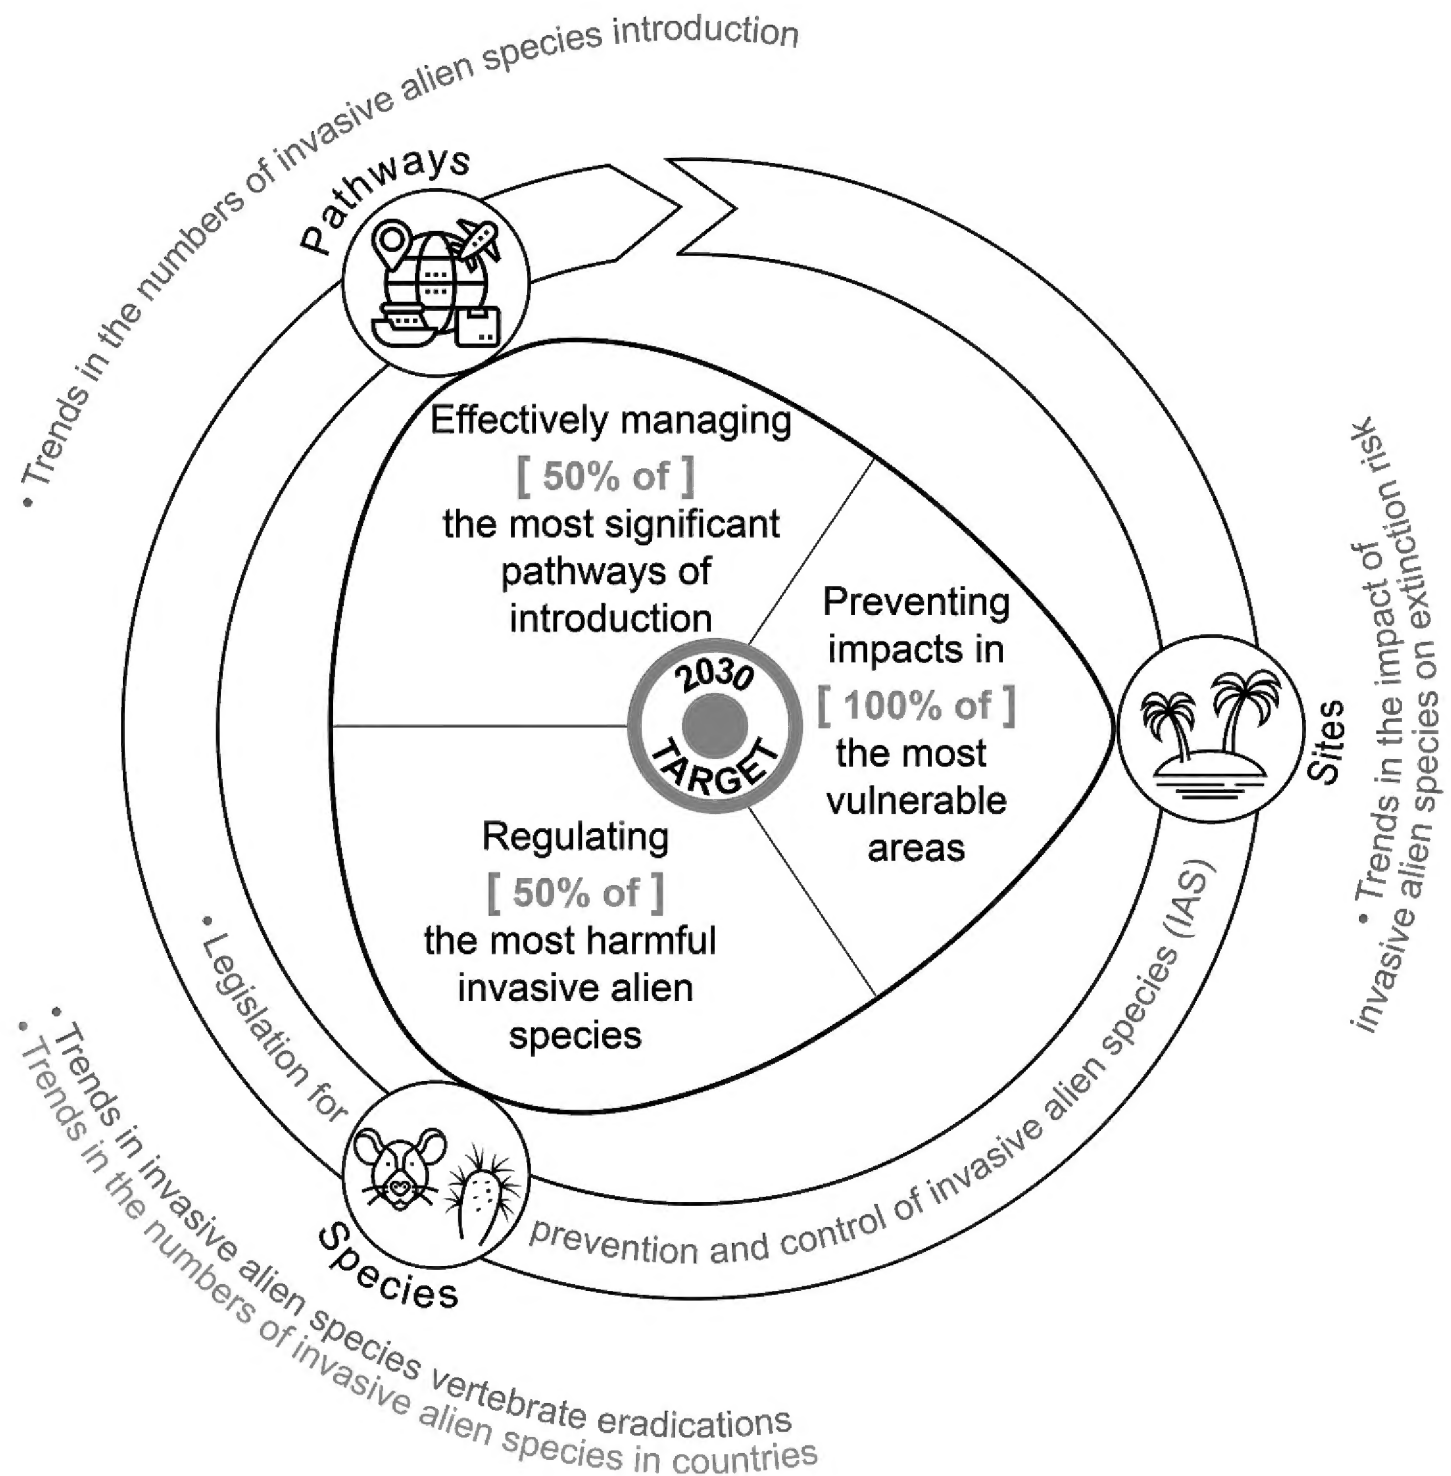 • Trends in the numbers of invasive alien species introduction
Pathways
Effectively managing
[ 50% of ]
the most significant
pathways of
introduction
Preventing
impacts in
[ 100% of ]
the most
vulnerable
areas
2030
TARGET
Regulating
[ 50% of ]
the most harmful
invasive alien
species
Sites
• Trends in the impact of
invasive alien species on extinction risk
• Legislation for
prevention and control of invasive alien species (IAS)
Species
• Trends in invasive alien species vertebrate eradications
• Trends in the numbers of invasive alien species in countries